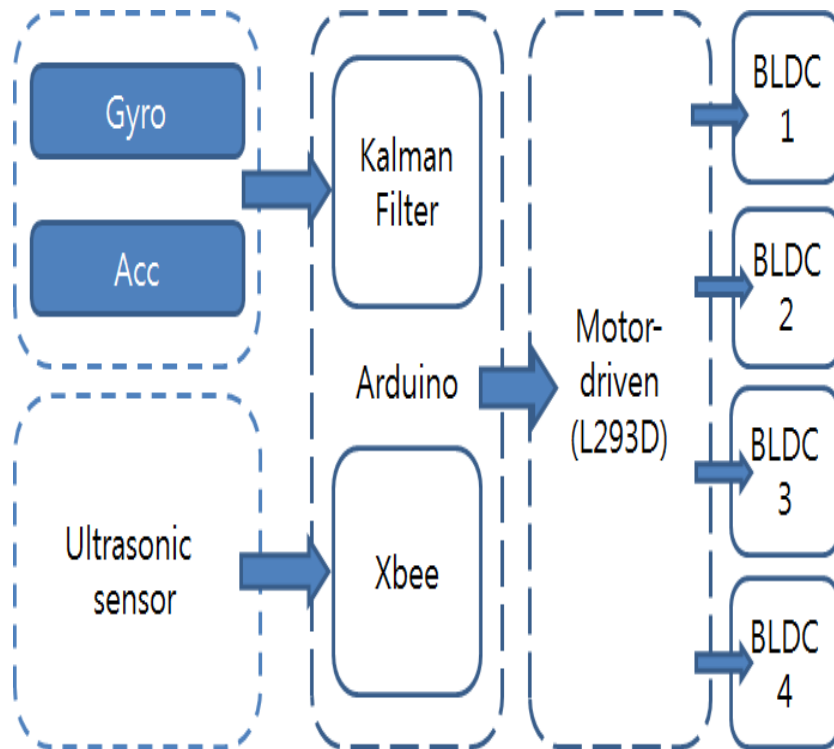 Gyro
Acc
Ultrasonic
sensor
Kalman
Filter
Arduino
Xbee
Motor-
driven
(L293D)
BLDC
1
BLDC
2
BLDC
3
BLDC
4